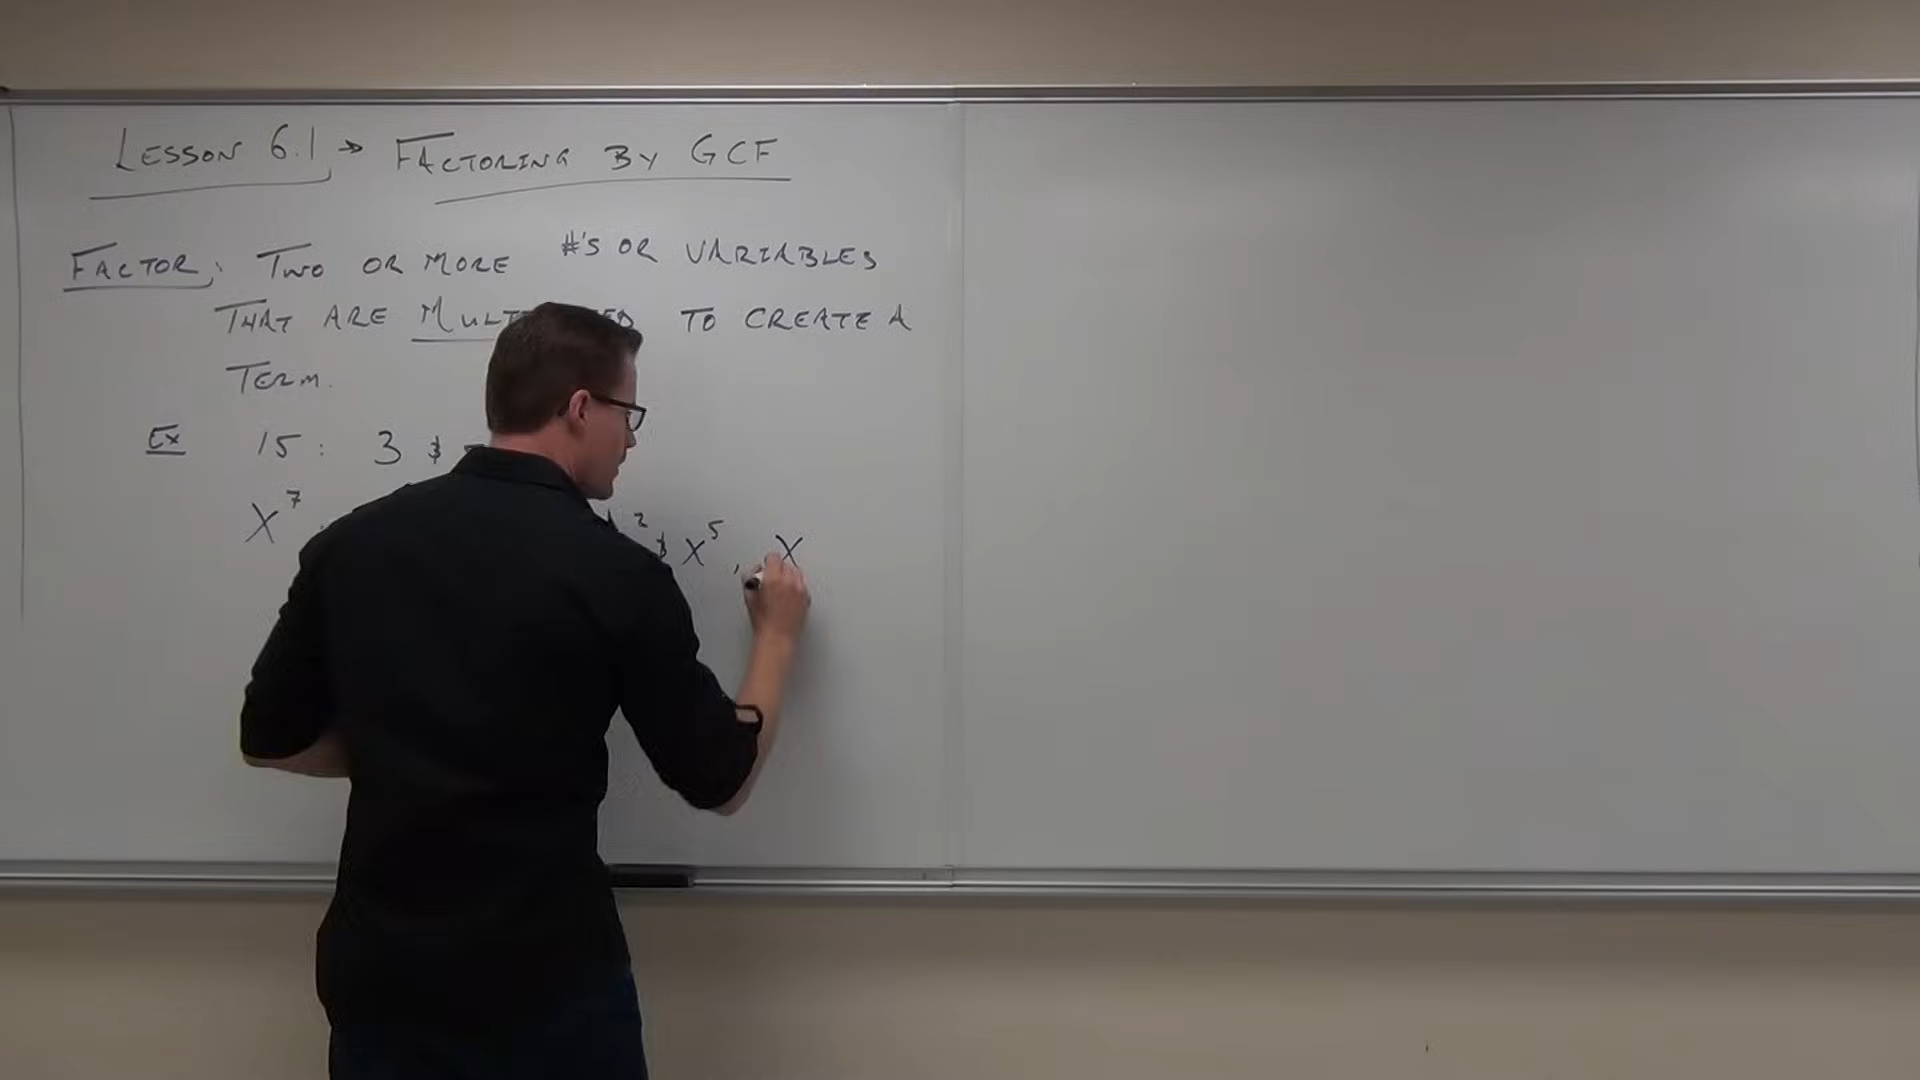 LESSON 6.1 → FACTORING BY GCF
FACTOR: TWO OR MORE #'S OR VARIABLES
THAT ARE TO CREATE A
TERM.
Ex 15: 3 &
X⁷ ² & X⁵, X